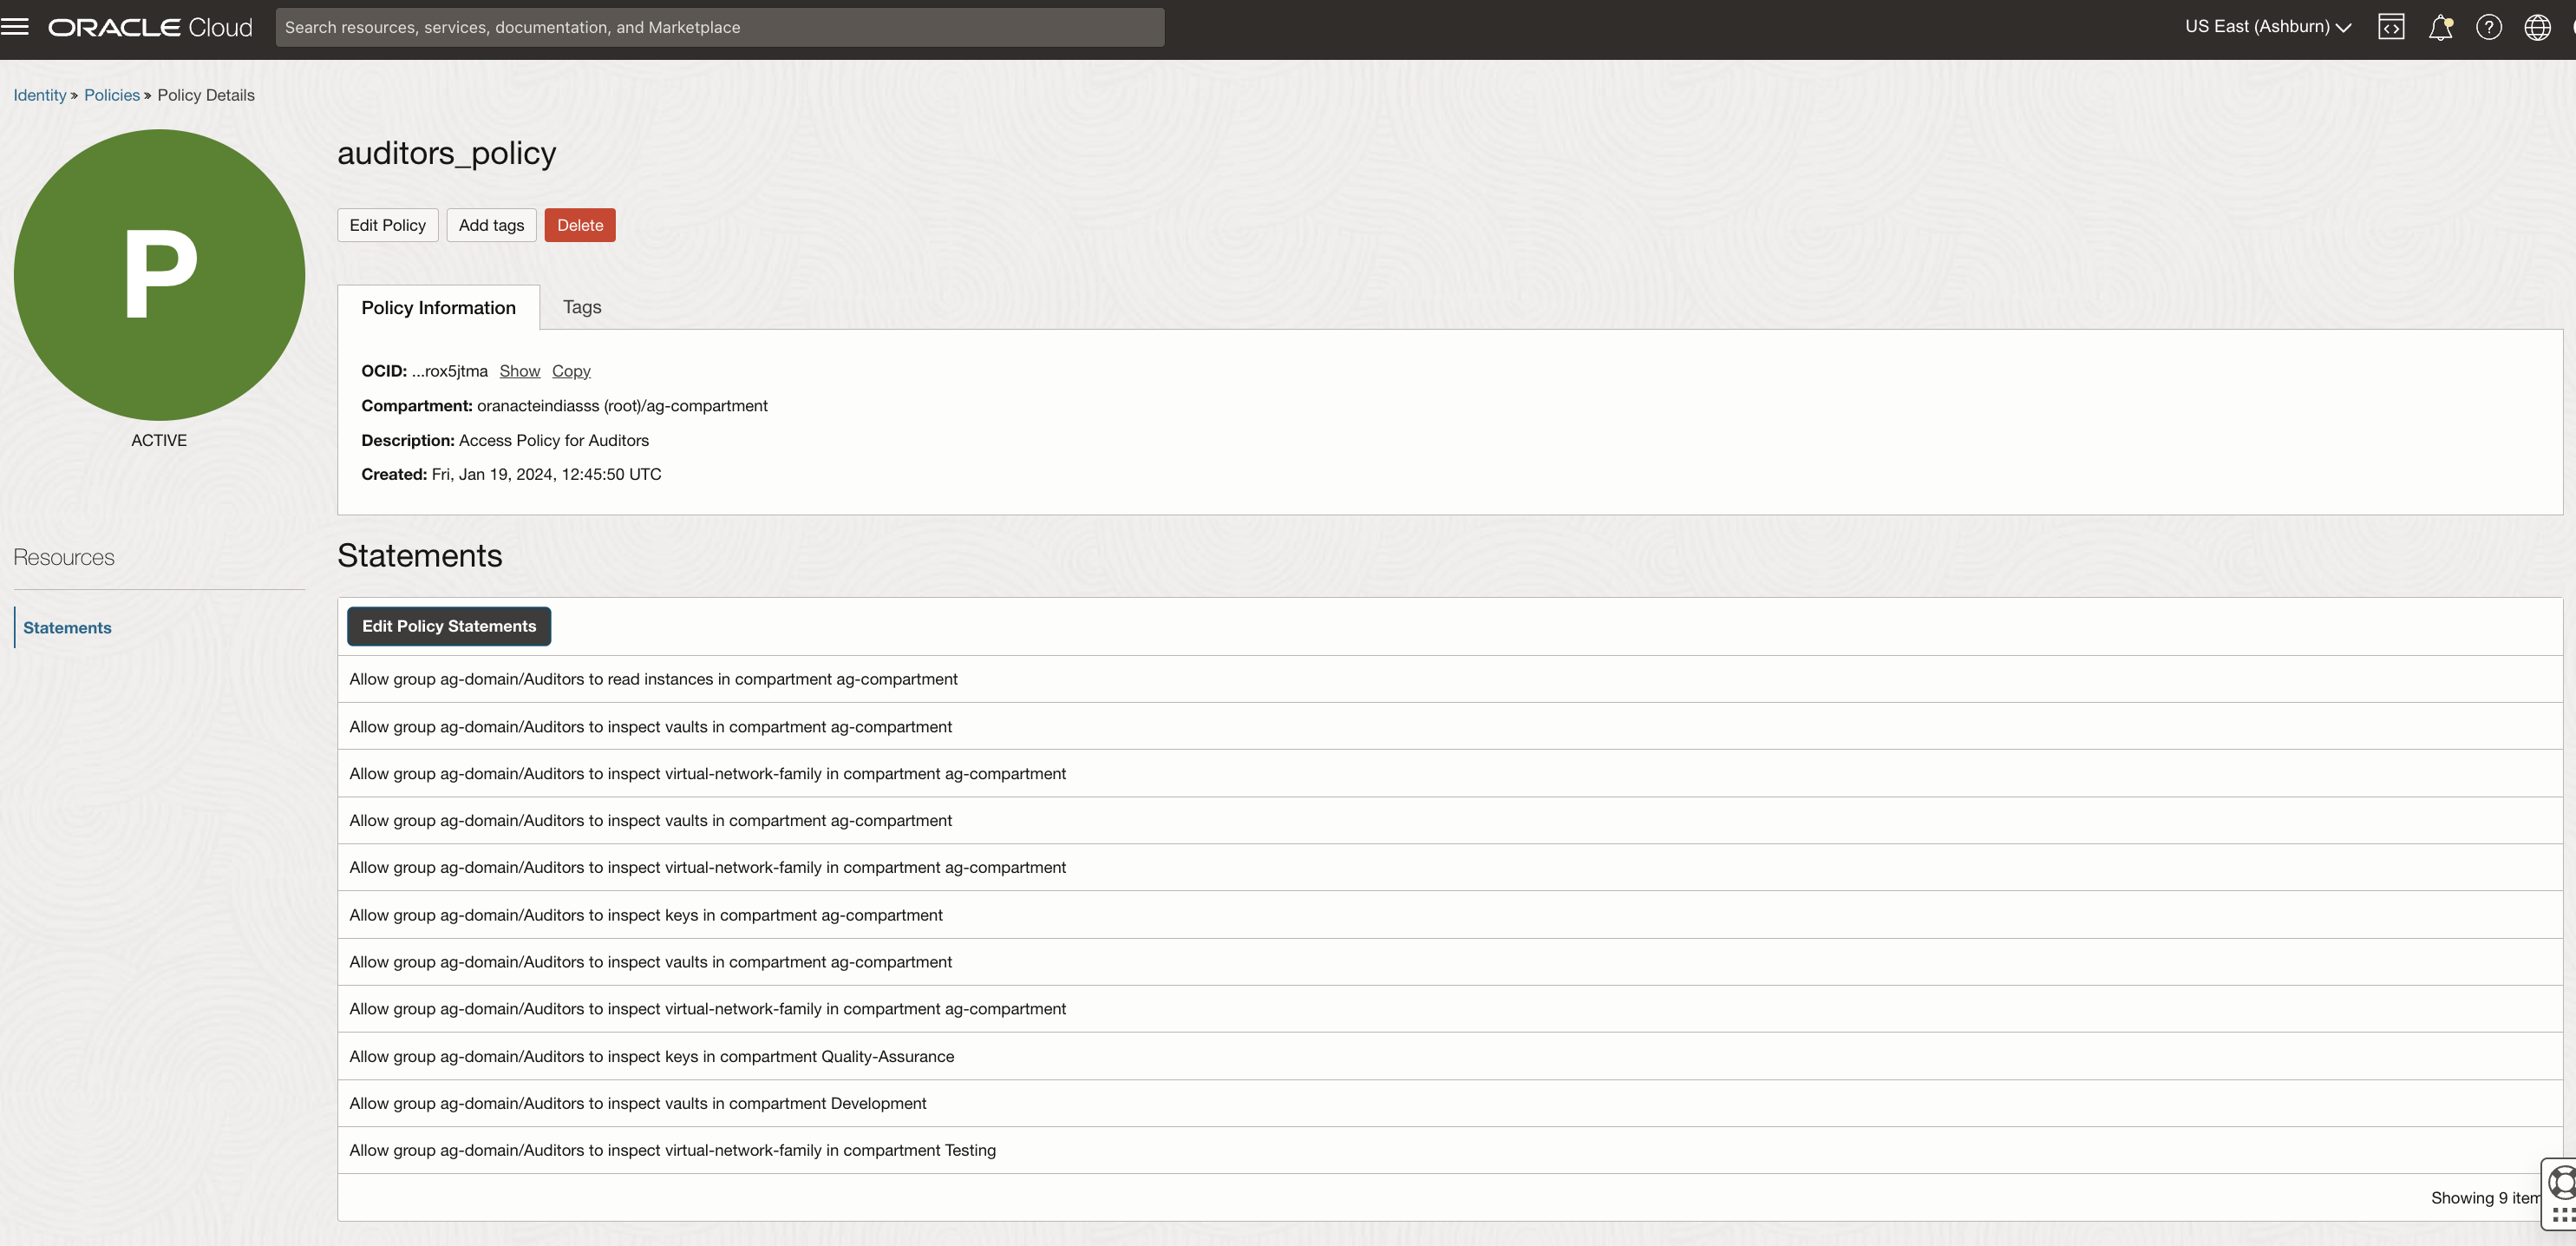 ORACLE Cloud
Search resources, services, documentation, and Marketplace
US East (Ashburn)
Identity » Policies » Policy Details
P
ACTIVE
auditors_policy
Edit Policy
Add tags
Delete
Policy Information
Tags
OCID: ...rox5jtma Show Copy
Compartment: oranacteindiasss (root)/ag-compartment
Description: Access Policy for Auditors
Created: Fri, Jan 19, 2024, 12:45:50 UTC
Resources
Statements
Statements
Edit Policy Statements
Allow group ag-domain/Auditors to read instances in compartment ag-compartment
Allow group ag-domain/Auditors to inspect vaults in compartment ag-compartment
Allow group ag-domain/Auditors to inspect virtual-network-family in compartment ag-compartment
Allow group ag-domain/Auditors to inspect vaults in compartment ag-compartment
Allow group ag-domain/Auditors to inspect virtual-network-family in compartment ag-compartment
Allow group ag-domain/Auditors to inspect keys in compartment ag-compartment
Allow group ag-domain/Auditors to inspect vaults in compartment ag-compartment
Allow group ag-domain/Auditors to inspect virtual-network-family in compartment ag-compartment
Allow group ag-domain/Auditors to inspect keys in compartment Quality-Assurance
Allow group ag-domain/Auditors to inspect vaults in compartment Development
Allow group ag-domain/Auditors to inspect virtual-network-family in compartment Testing
Showing 9 item